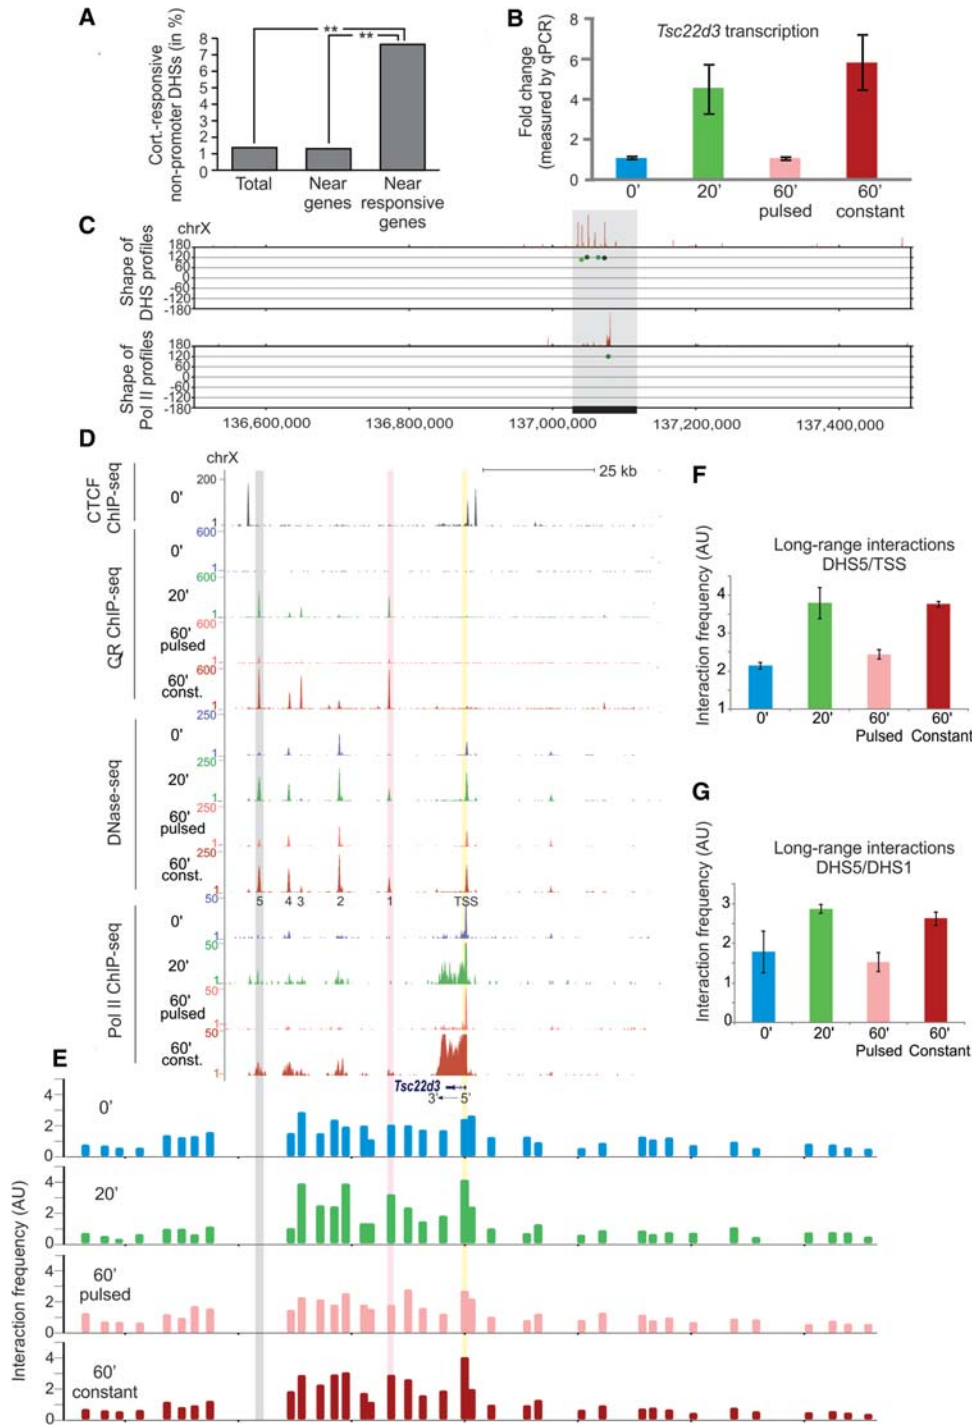 A
Cort.-responsive
non-promoter DHSs (in %)
8
7
6
5
4
3
2
1
0
**
**
Total
Near
genes
Near
responsive
genes
B
Tsc22d3 transcription
Fold change
(measured by qPCR)
8
6
4
2
0
0'
20'
60'
pulsed
60'
constant
C
chrX
Shape of
DHS profiles
180
120
60
0
-60
-120
-180
Shape of
Pol II profiles
180
120
60
0
-60
-120
-180
136,600,000
136,800,000
137,000,000
137,200,000
137,400,000
D
chrX
25 kb
CTCF
ChIP-seq
0'
200
1
GR ChIP-seq
0'
600
1
20'
600
1
60'
pulsed
600
1
60'
const.
600
1
DNase-seq
0'
250
1
20'
250
1
60'
pulsed
250
1
60'
const.
250
1
5 4 3 2 1 TSS
Pol II ChIP-seq
0'
50
1
20'
50
1
60'
pulsed
50
1
60'
const.
50
1
Tsc22d3
3' 5'
E
Interaction frequency (AU)
0'
4
2
0
20'
4
2
0
60'
pulsed
4
2
0
60'
constant
4
2
0
F
Long-range interactions
DHS5/TSS
Interaction frequency (AU)
4
3
2
1
0'
20'
60'
Pulsed
60'
Constant
G
Long-range interactions
DHS5/DHS1
Interaction frequency (AU)
3
2
1
0
0'
20'
60'
Pulsed
60'
Constant